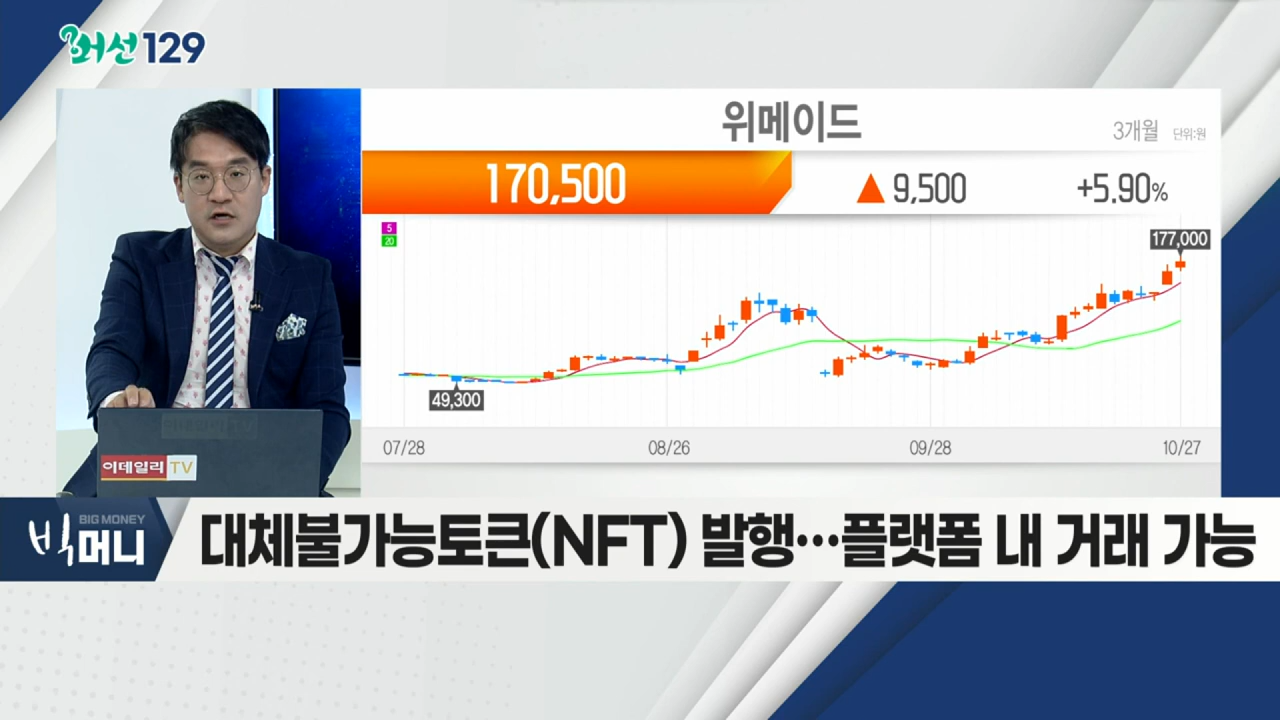 머선129
위메이드
3개월 단위:원
170,500 ▲ 9,500 +5.90%
5
20
177,000
49,300
07/28 08/26 09/28 10/27
이데일리TV
BIG MONEY
빅머니
대체불가능토큰(NFT) 발행…플랫폼 내 거래 가능